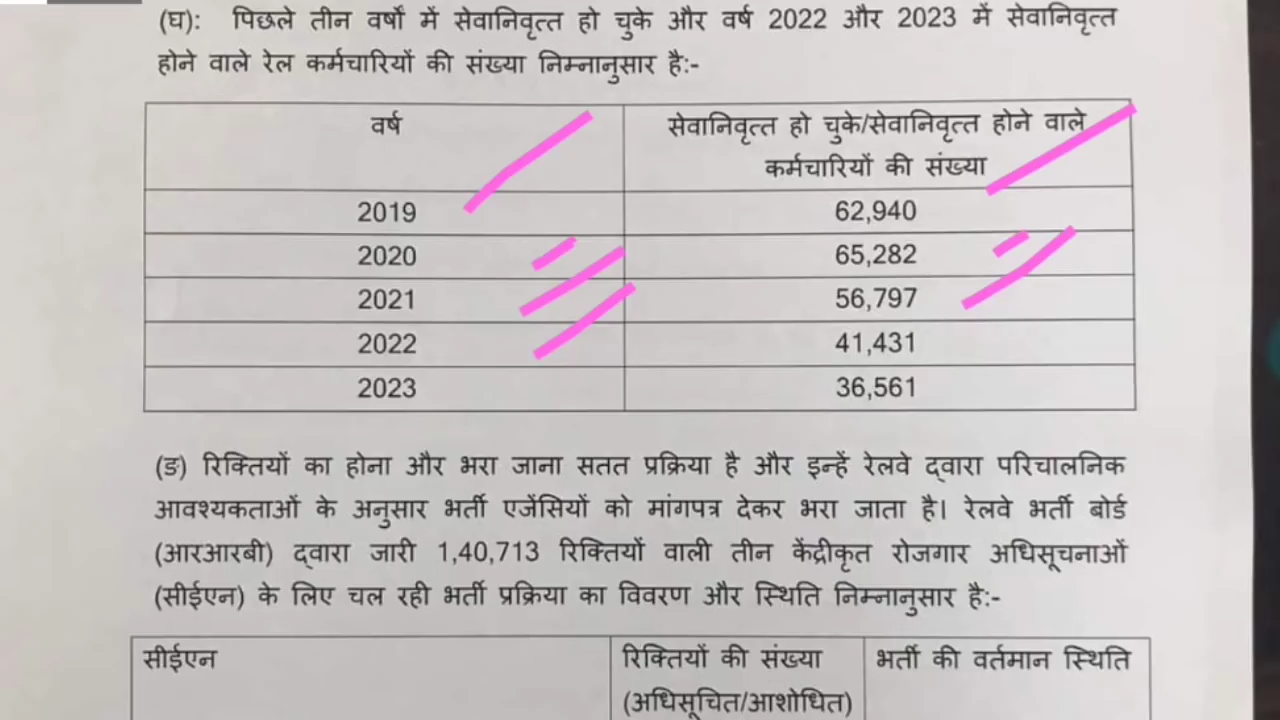 (घ): पिछले तीन वर्षों में सेवानिवृत्त हो चुके और वर्ष 2022 और 2023 में सेवानिवृत्त
होने वाले रेल कर्मचारियों की संख्या निम्नानुसार है:-
वर्ष सेवानिवृत्त हो चुके/सेवानिवृत्त होने वाले
कर्मचारियों की संख्या
2019 62,940
2020 65,282
2021 56,797
2022 41,431
2023 36,561
(ङ) रिक्तियों का होना और भरा जाना सतत प्रक्रिया है और इन्हें रेलवे द्वारा परिचालनिक
आवश्यकताओं के अनुसार भर्ती एजेंसियों को मांगपत्र देकर भरा जाता है। रेलवे भर्ती बोर्ड
(आरआरबी) द्वारा जारी 1,40,713 रिक्तियों वाली तीन केंद्रीकृत रोजगार अधिसूचनाओं
(सीईएन) के लिए चल रही भर्ती प्रक्रिया का विवरण और स्थिति निम्नानुसार है:-
सीईएन रिक्तियों की संख्या भर्ती की वर्तमान स्थिति
(अधिसूचित/आशोधित)